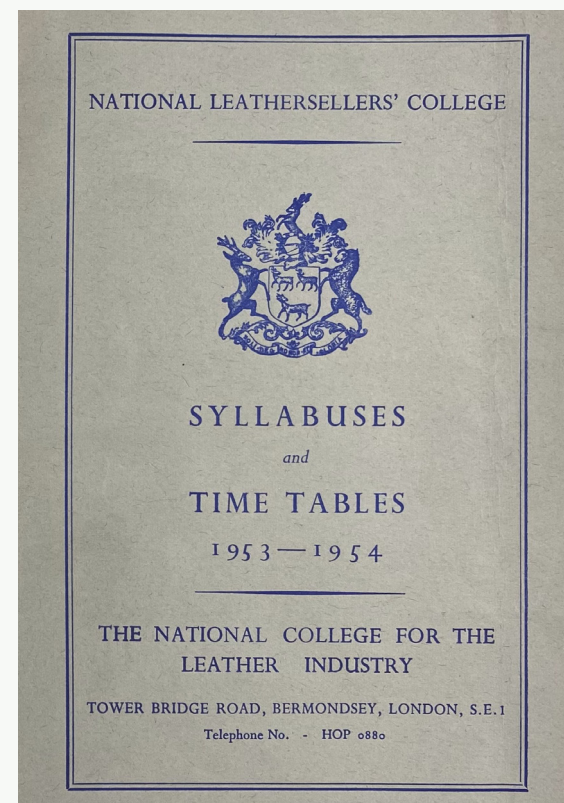 NATIONAL LEATHERSELLERS' COLLEGE
SYLLABUSES
and
TIME TABLES
1953—1954
THE NATIONAL COLLEGE FOR THE
LEATHER INDUSTRY
TOWER BRIDGE ROAD, BERMONDSEY, LONDON, S.E.1
Telephone No. - HOP 0880